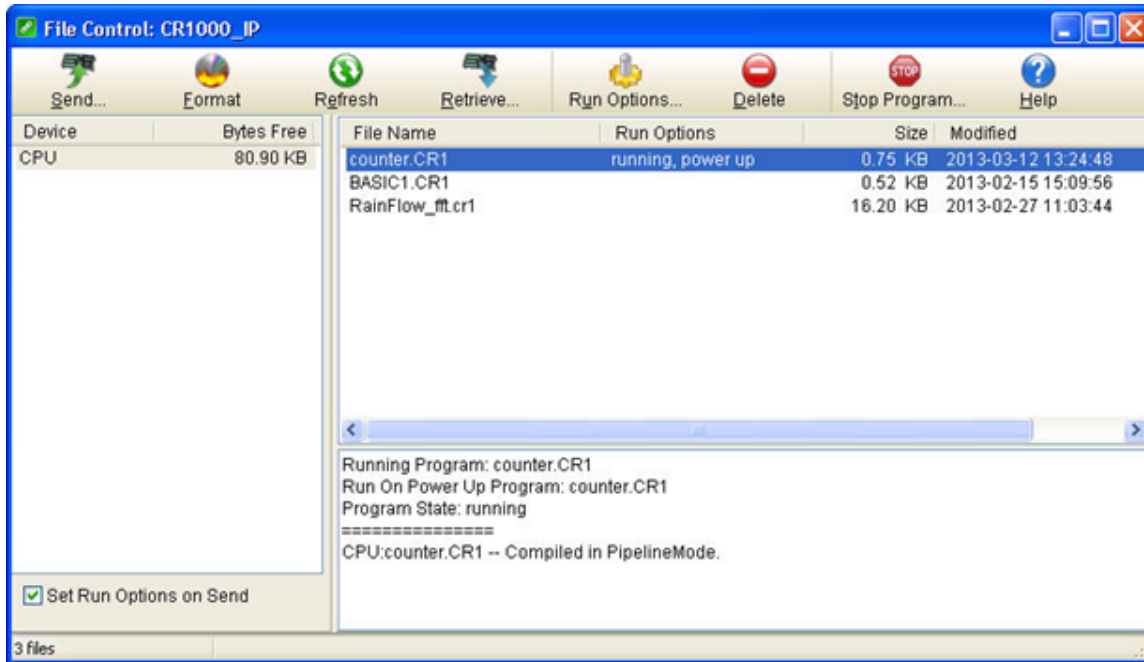 File Control: CR1000_IP
Send... Format Refresh Retrieve... Run Options... Delete STOP Stop Program... ? Help
Device Bytes Free
CPU 80.90 KB
File Name Run Options Size Modified
counter.CR1 running, power up 0.75 KB 2013-03-12 13:24:48
BASIC1.CR1 0.52 KB 2013-02-15 15:09:56
RainFlow_fft.cr1 16.20 KB 2013-02-27 11:03:44
Running Program: counter.CR1
Run On Power Up Program: counter.CR1
Program State: running
===============
CPU:counter.CR1 -- Compiled in PipelineMode.
Set Run Options on Send
3 files